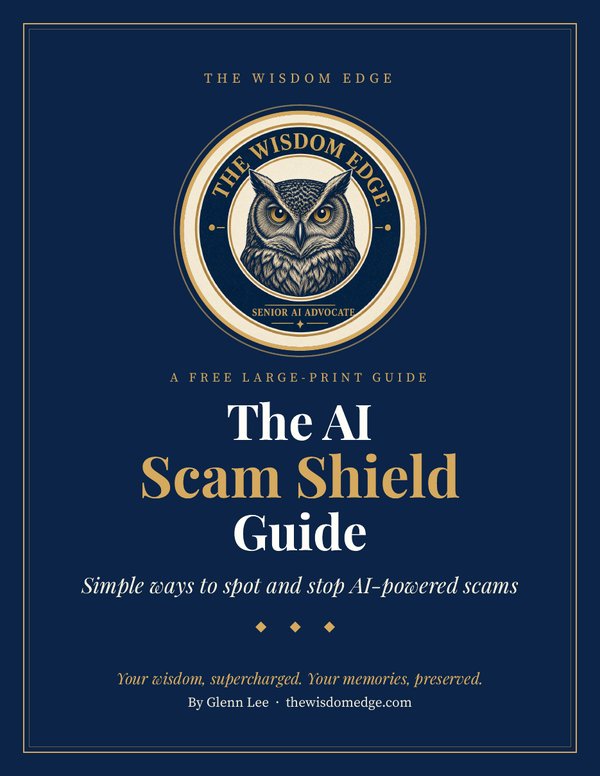 THE WISDOM EDGE
THE WISDOM EDGE
SENIOR AI ADVOCATE
A FREE LARGE-PRINT GUIDE
The AI
Scam Shield
Guide
Simple ways to spot and stop AI-powered scams
Your wisdom, supercharged. Your memories, preserved.
By Glenn Lee · thewisdomedge.com